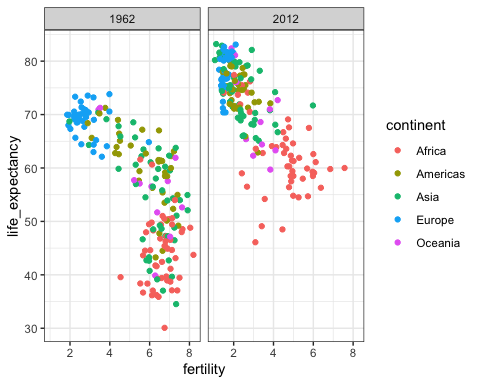 1962 2012
80
70
60
50
40
30
life_expectancy
2 4 6 8 2 4 6 8
fertility
continent
Africa
Americas
Asia
Europe
Oceania